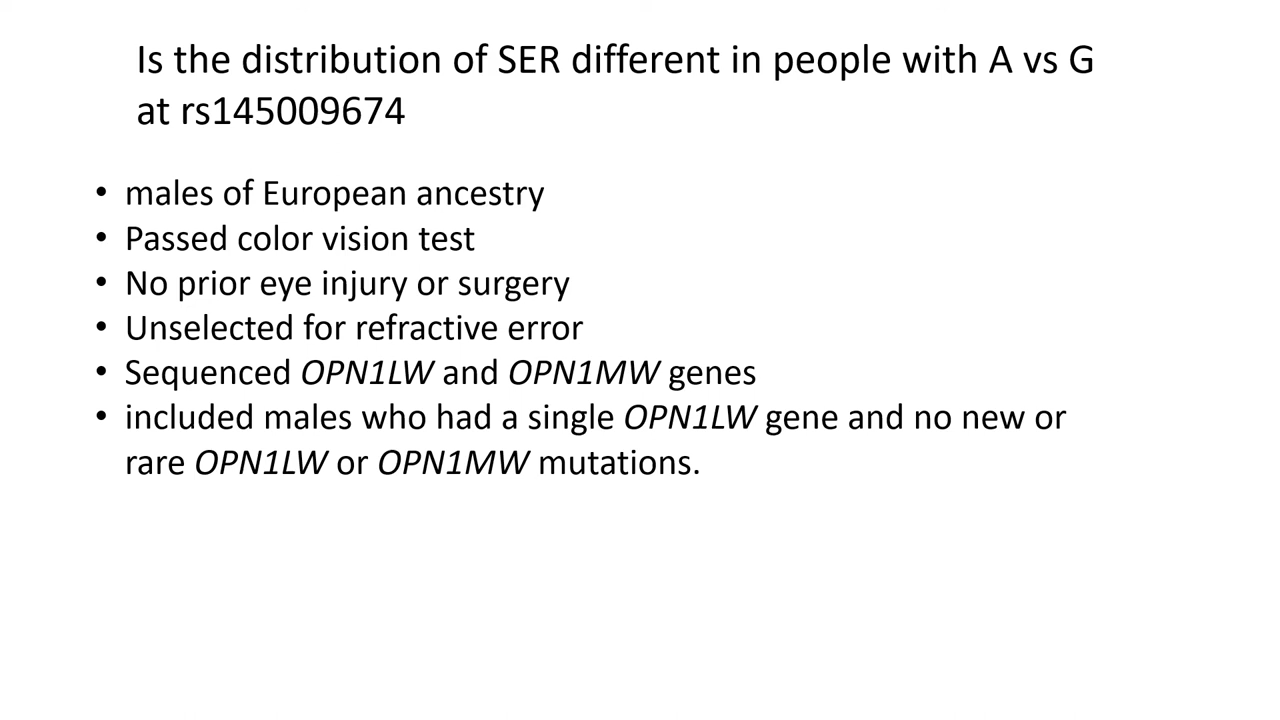 Is the distribution of SER different in people with A vs G
at rs145009674
• males of European ancestry
• Passed color vision test
• No prior eye injury or surgery
• Unselected for refractive error
• Sequenced OPN1LW and OPN1MW genes
• included males who had a single OPN1LW gene and no new or
rare OPN1LW or OPN1MW mutations.